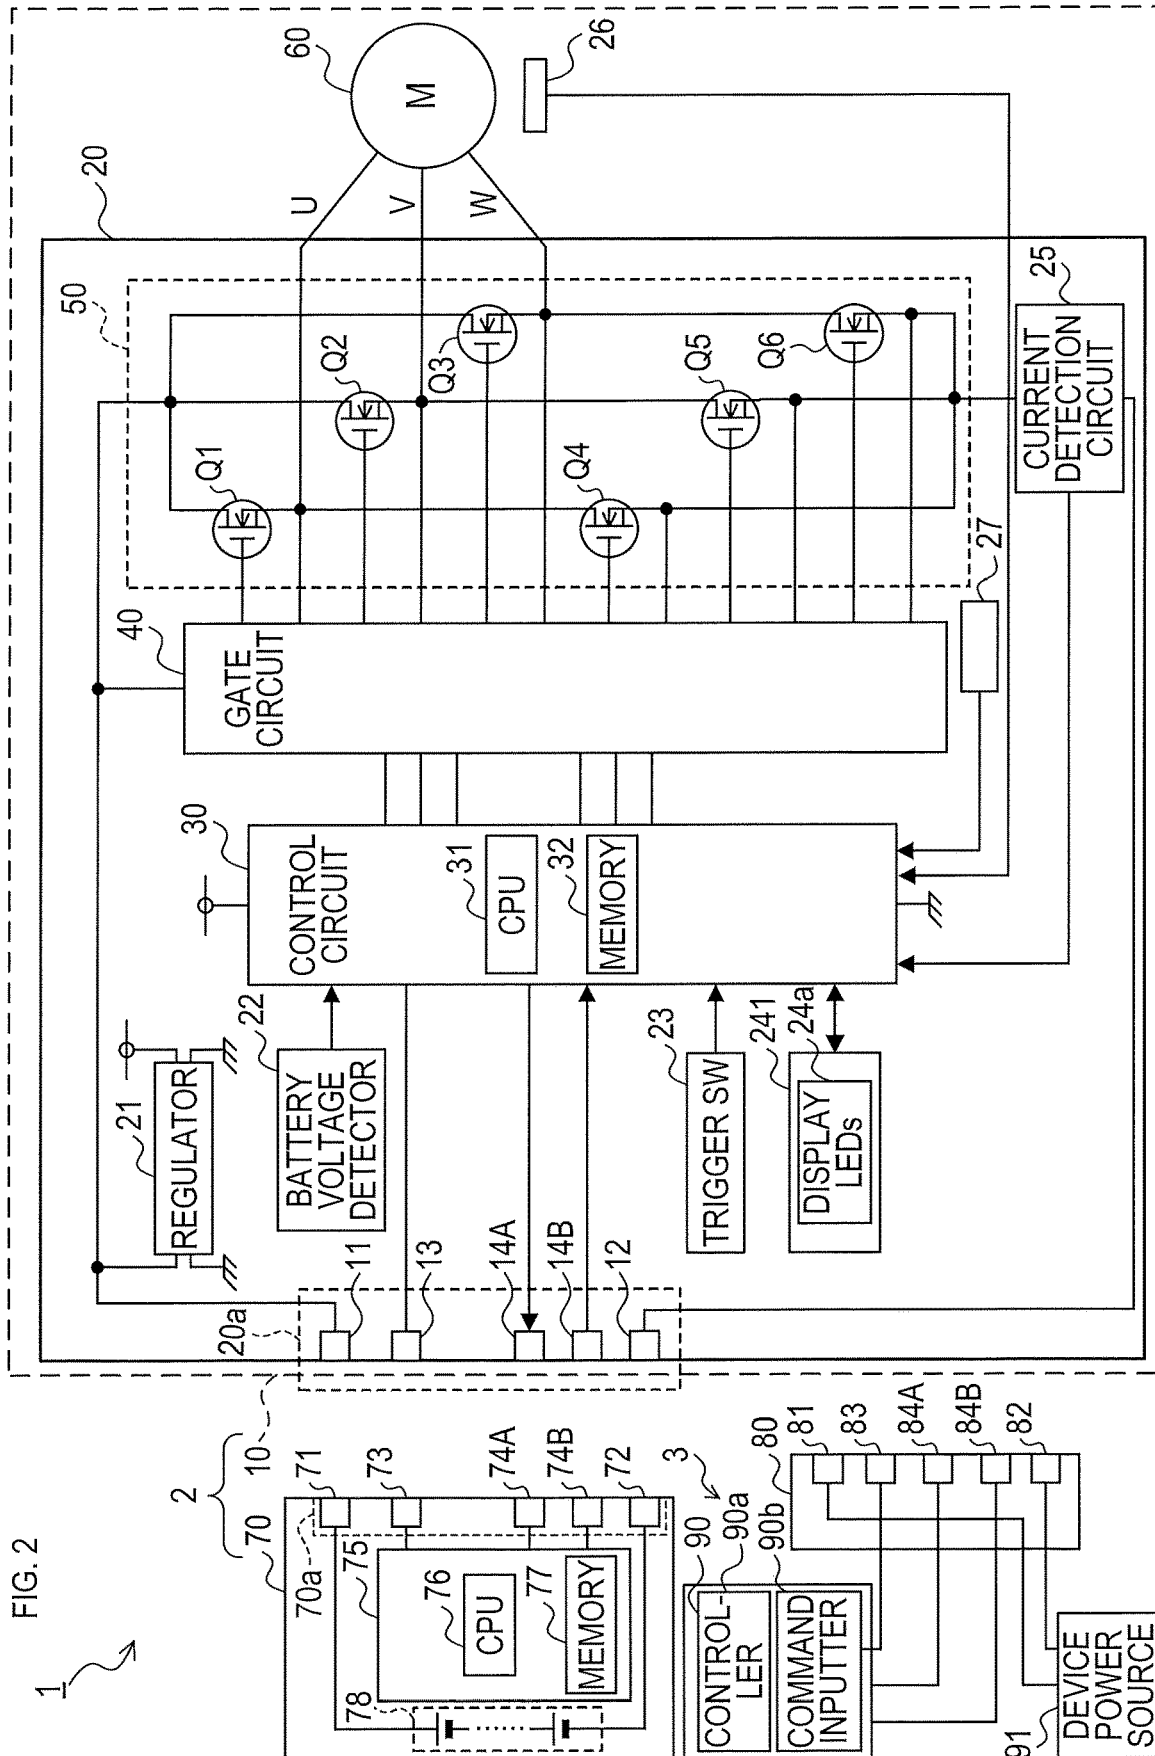 FIG. 2
1
2
70
10
70a
71
73
74A
74B
72
75
76
CPU
77
MEMORY
78
3
90
90a
CONTROL-
LER
90b
COMMAND
INPUTTER
80
81
83
84A
84B
82
91
DEVICE
POWER
SOURCE
20
20a
11
13
14A
14B
12
21
REGULATOR
22
BATTERY
VOLTAGE
DETECTOR
23
TRIGGER SW
241
24a
DISPLAY
LEDs
30
CONTROL
CIRCUIT
31
CPU
32
MEMORY
40
GATE
CIRCUIT
27
50
Q1
Q2
Q3
Q4
Q5
Q6
25
CURRENT
DETECTION
CIRCUIT
U
V
W
60
M
26